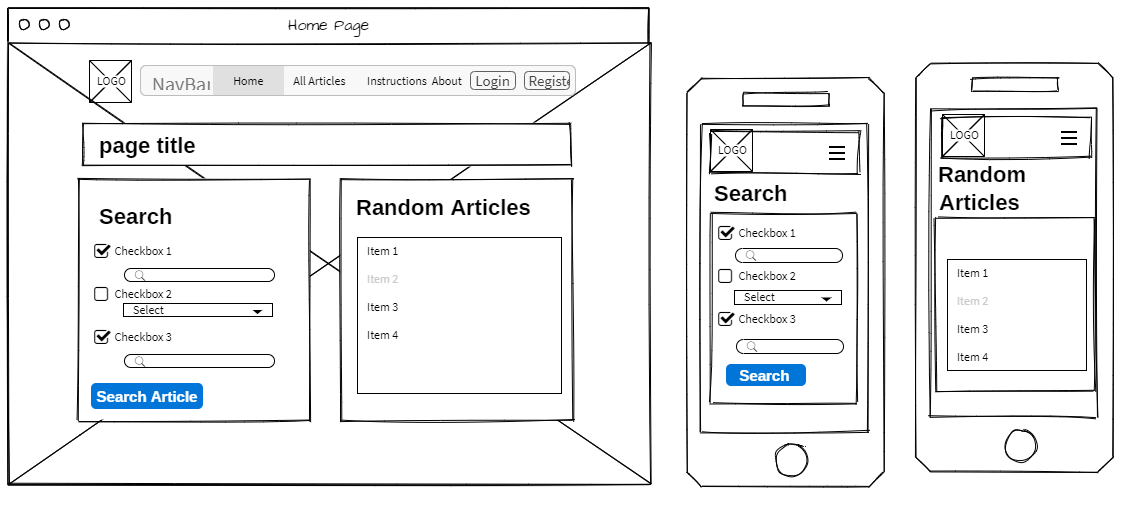 Home Page
LOGO
NavBar
Home
All Articles
Instructions
About
Login
Registe
page title
Search
Checkbox 1
Checkbox 2
Select
Checkbox 3
Search Article
Random Articles
Item 1
Item 2
Item 3
Item 4
LOGO
Search
Checkbox 1
Checkbox 2
Select
Checkbox 3
Search
LOGO
Random
Articles
Item 1
Item 2
Item 3
Item 4